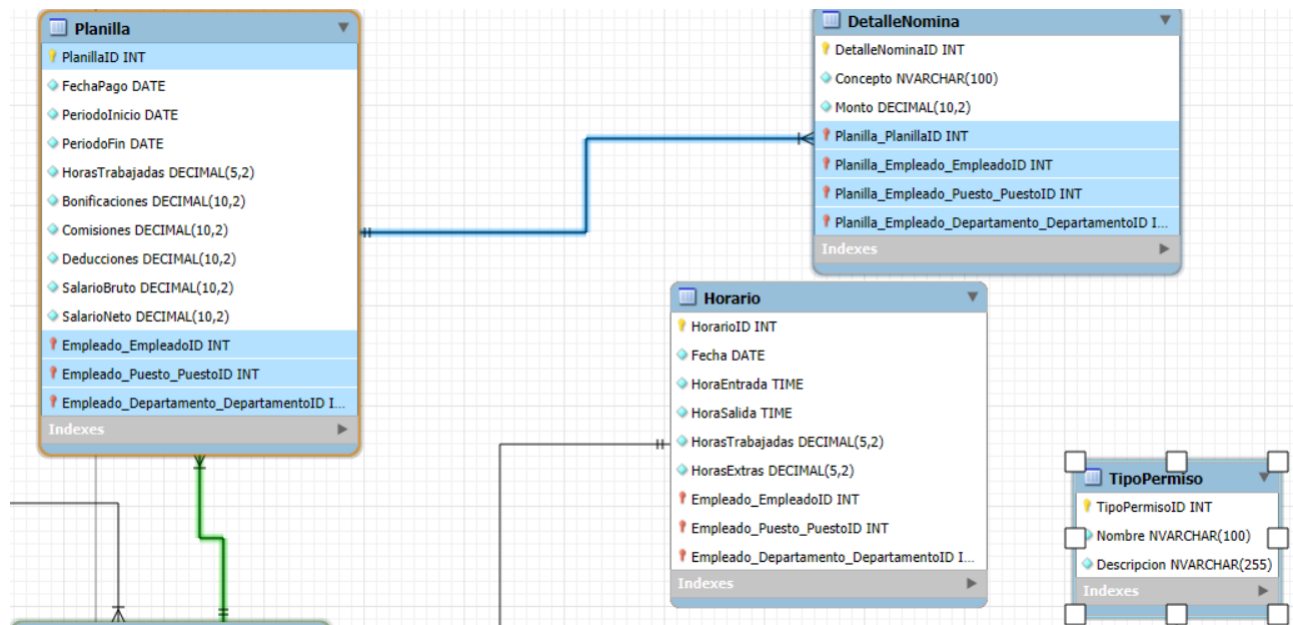 Planilla
PlanillaID INT
FechaPago DATE
PeriodoInicio DATE
PeriodoFin DATE
HorasTrabajadas DECIMAL(5,2)
Bonificaciones DECIMAL(10,2)
Comisiones DECIMAL(10,2)
Deducciones DECIMAL(10,2)
SalarioBruto DECIMAL(10,2)
SalarioNeto DECIMAL(10,2)
Empleado_EmpleadoID INT
Empleado_Puesto_PuestoID INT
Empleado_Departamento_DepartamentoID I...
Indexes
DetalleNomina
DetalleNominaID INT
Concepto NVARCHAR(100)
Monto DECIMAL(10,2)
Planilla_PlanillaID INT
Planilla_Empleado_EmpleadoID INT
Planilla_Empleado_Puesto_PuestoID INT
Planilla_Empleado_Departamento_DepartamentoID I...
Indexes
Horario
HorarioID INT
Fecha DATE
HoraEntrada TIME
HoraSalida TIME
HorasTrabajadas DECIMAL(5,2)
HorasExtras DECIMAL(5,2)
Empleado_EmpleadoID INT
Empleado_Puesto_PuestoID INT
Empleado_Departamento_DepartamentoID I...
Indexes
TipoPermiso
TipoPermisoID INT
Nombre NVARCHAR(100)
Descripcion NVARCHAR(255)
Indexes